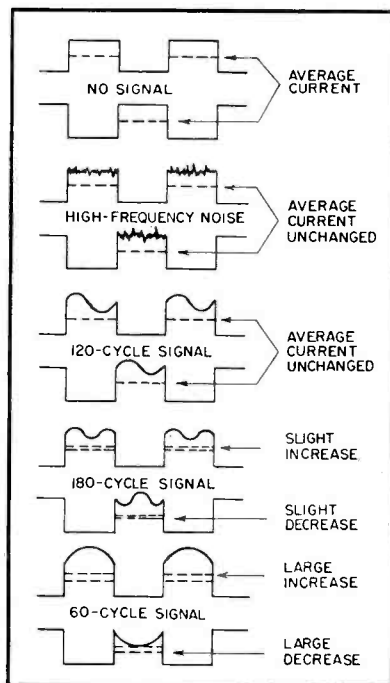 AVERAGE
CURRENT
NO SIGNAL
HIGH-FREQUENCY NOISE
AVERAGE
CURRENT
UNCHANGED
120-CYCLE SIGNAL
AVERAGE
CURRENT
UNCHANGED
SLIGHT
INCREASE
180-CYCLE SIGNAL
SLIGHT
DECREASE
LARGE
INCREASE
60-CYCLE SIGNAL
LARGE
DECREASE